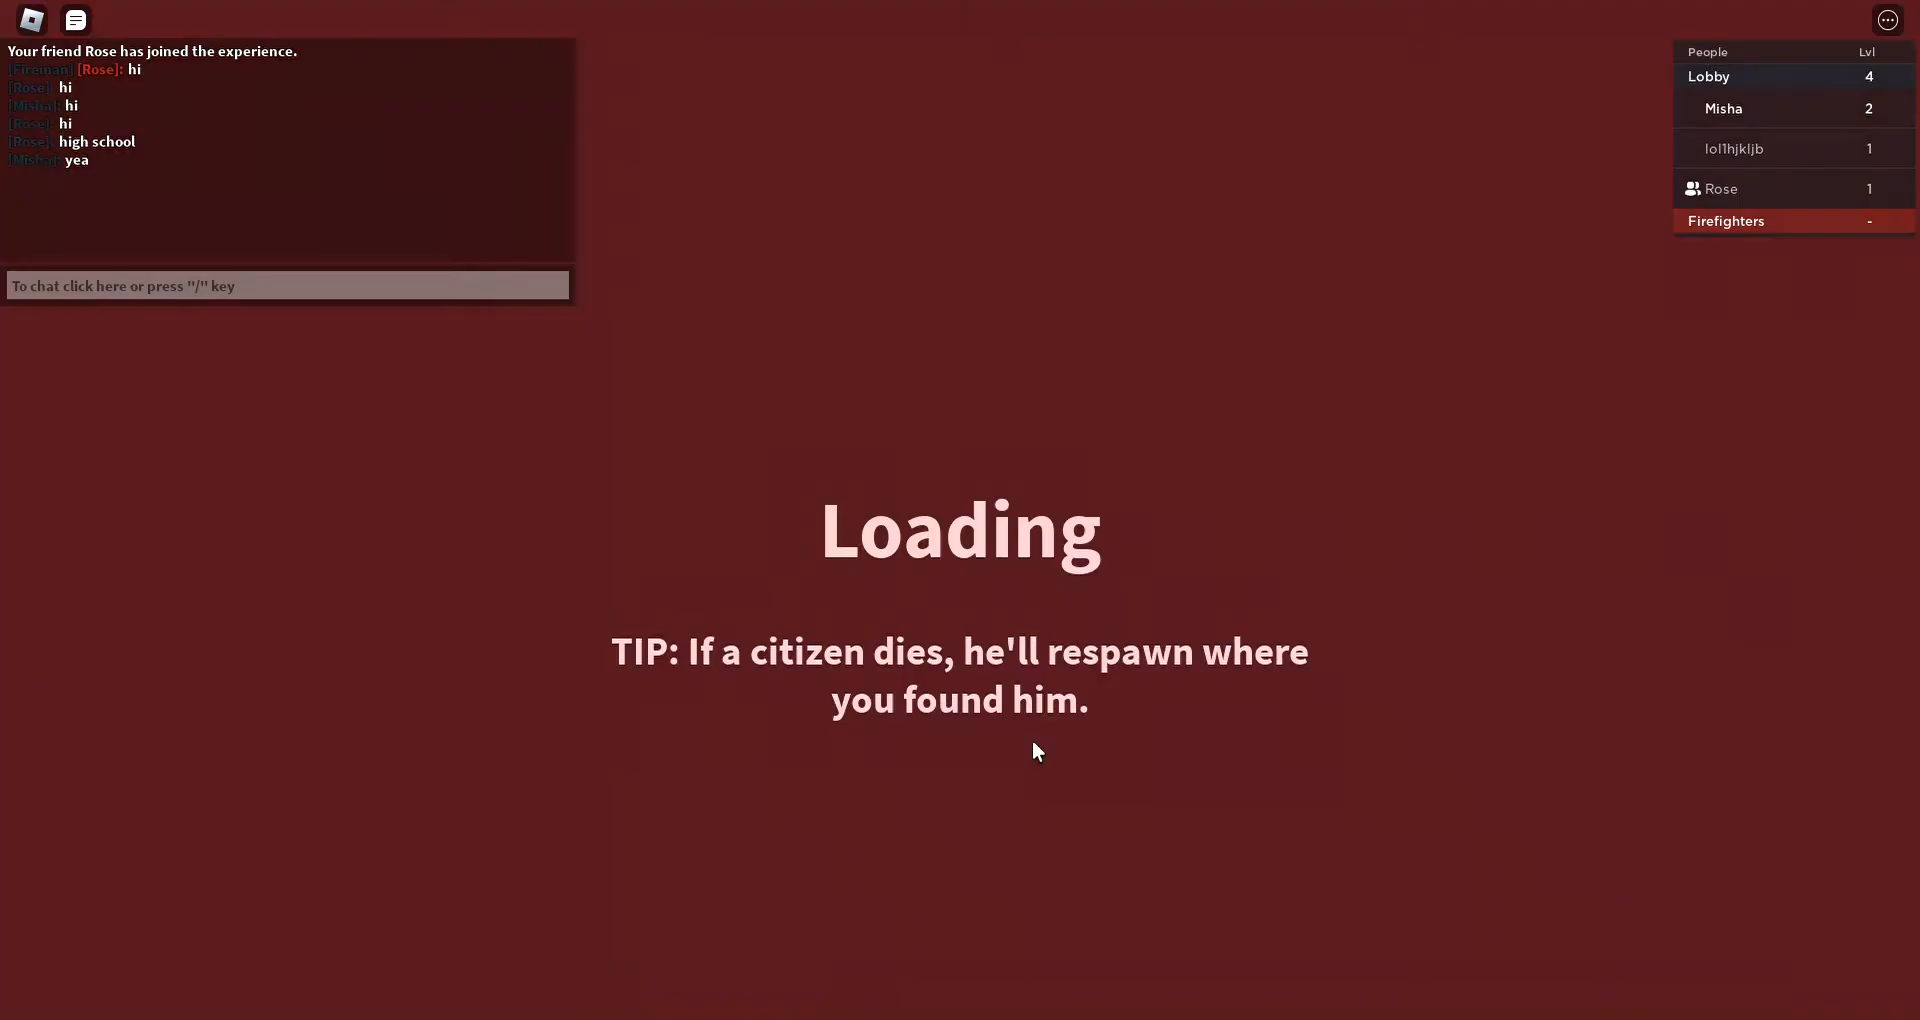 Your friend Rose has joined the experience.
[Fireman] [Rose]: hi
[Rose]: hi
[Misha]: hi
[Rose]: hi
[Rose]: high school
[Misha]: yea
To chat click here or press "/" key
People Lvl
Lobby 4
Misha 2
lol1hjkljb 1
Rose 1
Firefighters -
Loading
TIP: If a citizen dies, he'll respawn where
you found him.